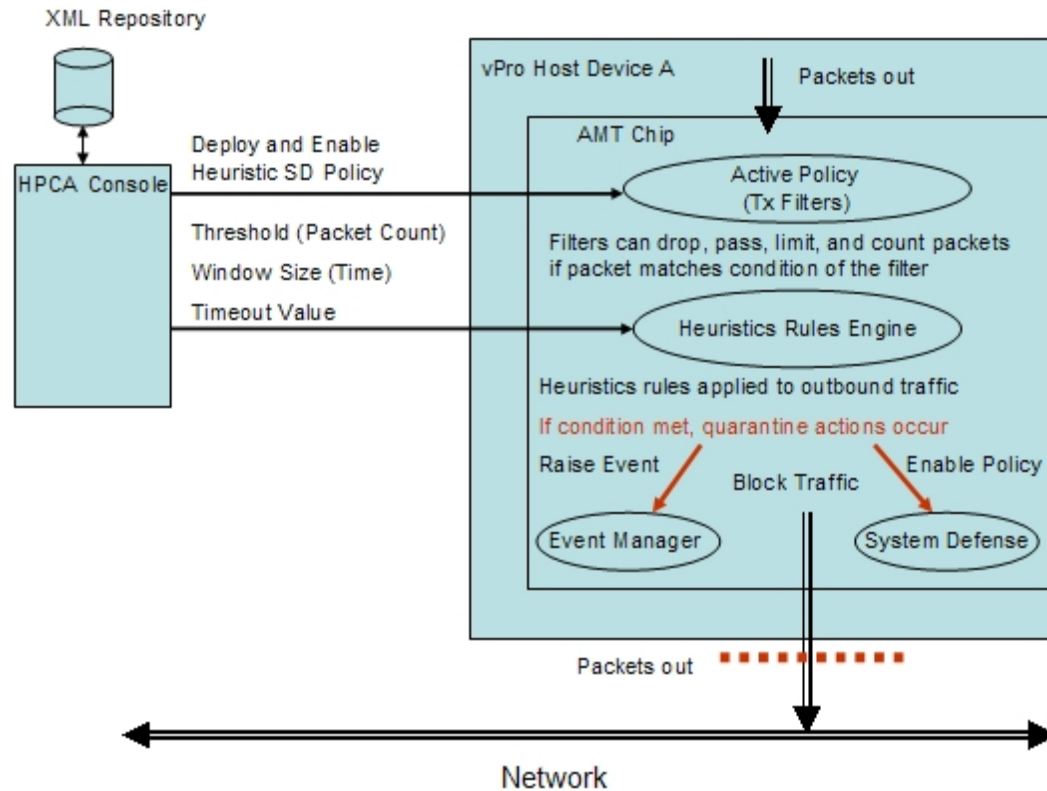 XML Repository
HPCA Console
Deploy and Enable
Heuristic SD Policy
Threshold (Packet Count)
Window Size (Time)
Timeout Value
vPro Host Device A
Packets out
AMT Chip
Active Policy
(Tx Filters)
Filters can drop, pass, limit, and count packets
if packet matches condition of the filter
Heuristics Rules Engine
Heuristics rules applied to outbound traffic
If condition met, quarantine actions occur
Raise Event
Block Traffic
Enable Policy
Event Manager
System Defense
Packets out
Network